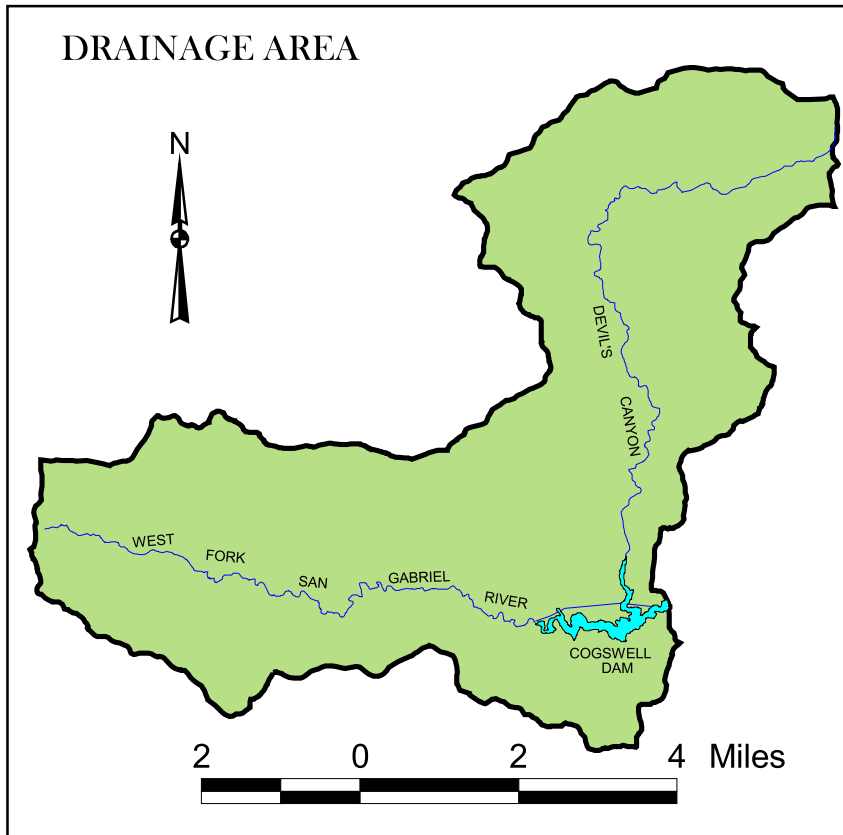 DRAINAGE AREA
N
DEVIL'S
CANYON
WEST
FORK
SAN
GABRIEL
RIVER
COGSWELL
DAM
2 0 2 4 Miles